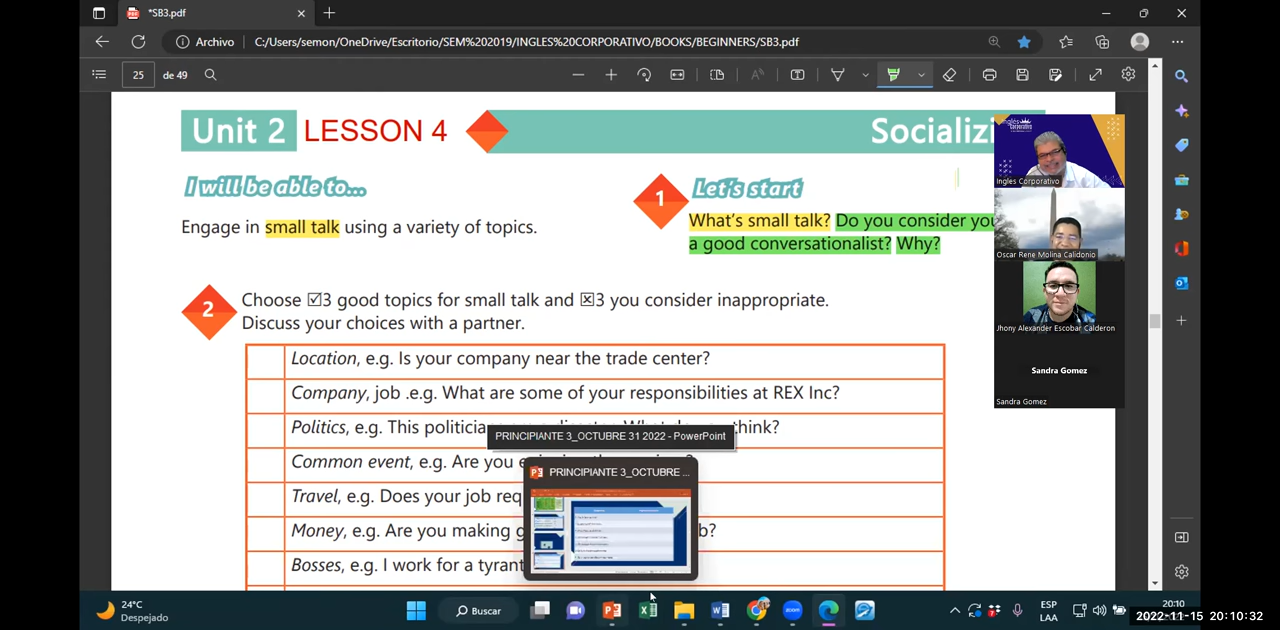 *SB3.pdf
Archivo
C:/Users/semon/OneDrive/Escritorio/SEM%202019/INGLES%20CORPORATIVO/BOOKS/BEGINNERS/SB3.pdf
25 de 49
Unit 2 LESSON 4 Socializi
I will be able to...
1 Let's start
Engage in small talk using a variety of topics.
What's small talk? Do you consider you
a good conversationalist? Why?
2 Choose ☑3 good topics for small talk and ☒3 you consider inappropriate.
Discuss your choices with a partner.
Location, e.g. Is your company near the trade center?
Company, job .e.g. What are some of your responsibilities at REX Inc?
Politics, e.g. This politician think?
Common event, e.g. Are you
Travel, e.g. Does your job req
Money, e.g. Are you making b?
Bosses, e.g. I work for a tyrant
PRINCIPIANTE 3_OCTUBRE 31 2022 - PowerPoint
PRINCIPIANTE 3_OCTUBRE ...
Ingles Corporativo
Oscar Rene Molina Calidonio
Jhony Alexander Escobar Calderon
Sandra Gomez
Sandra Gomez
24°C
Despejado
Buscar
ESP
LAA
20:10
2022-11-15 20:10:32